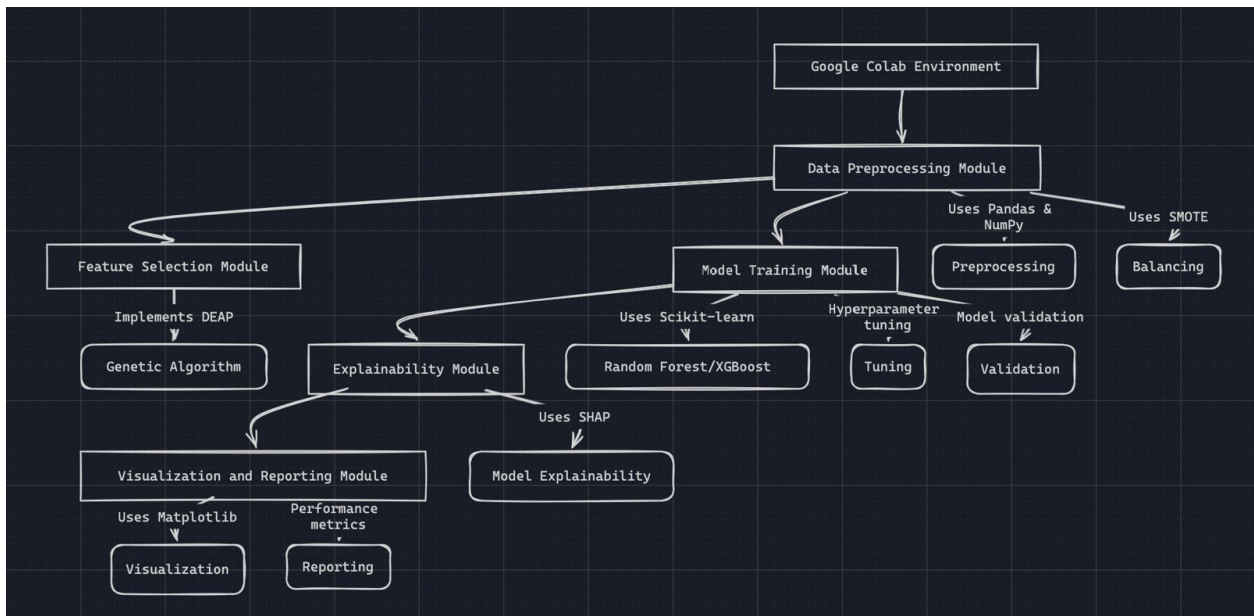 Google Colab Environment
Data Preprocessing Module
Uses Pandas &
NumPy
Uses SMOTE
Feature Selection Module
Model Training Module
Preprocessing
Balancing
Implements DEAP
Uses Scikit-learn
Hyperparameter
tuning
Model validation
Genetic Algorithm
Explainability Module
Random Forest/XGBoost
Tuning
Validation
Uses SHAP
Visualization and Reporting Module
Model Explainability
Uses Matplotlib
Performance
metrics
Visualization
Reporting